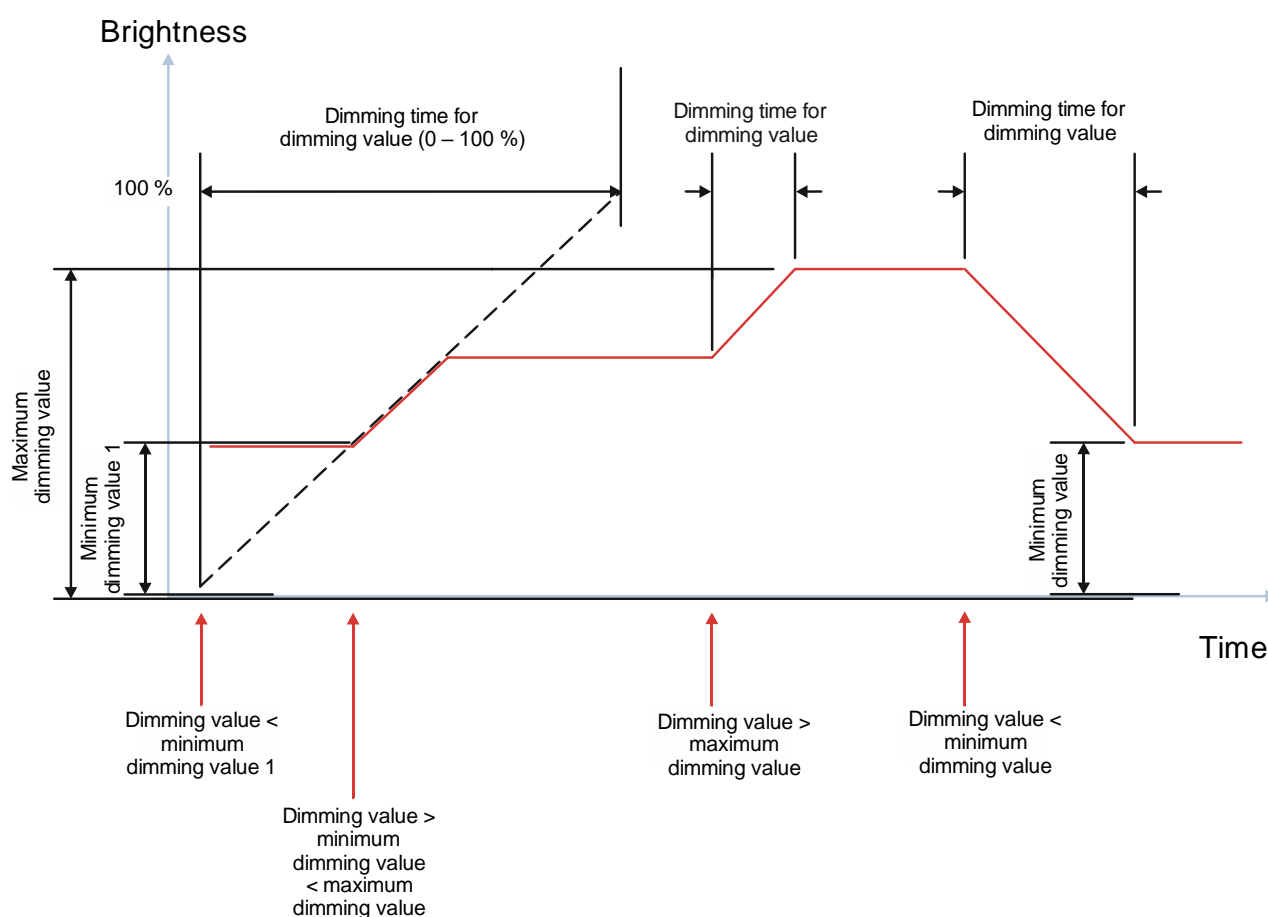 Brightness
Dimming time for
dimming value (0 – 100 %)
Dimming time for
dimming value
Dimming time for
dimming value
100 %
Maximum
dimming value
Minimum
dimming value 1
Minimum
dimming value
Time
Dimming value <
minimum
dimming value 1
Dimming value >
minimum
dimming value
< maximum
dimming value
Dimming value >
maximum
dimming value
Dimming value <
minimum
dimming value